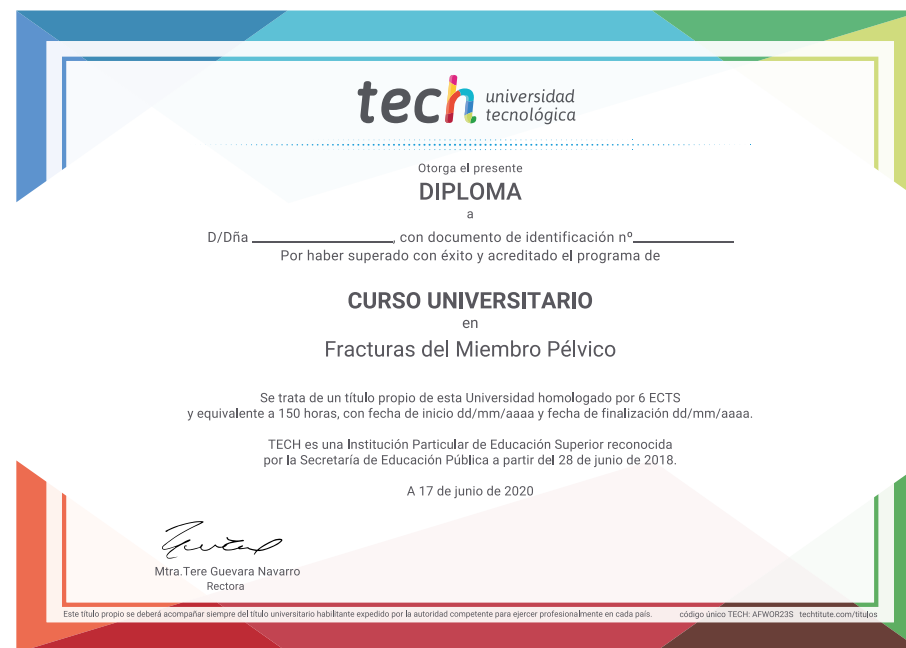 tech universidad
tecnológica
Otorga el presente
DIPLOMA
a
D/Dña ____________________, con documento de identificación nº______________
Por haber superado con éxito y acreditado el programa de
CURSO UNIVERSITARIO
en
Fracturas del Miembro Pélvico
Se trata de un título propio de esta Universidad homologado por 6 ECTS
y equivalente a 150 horas, con fecha de inicio dd/mm/aaaa y fecha de finalización dd/mm/aaaa.
TECH es una Institución Particular de Educación Superior reconocida
por la Secretaría de Educación Pública a partir del 28 de junio de 2018.
A 17 de junio de 2020
Mtra.Tere Guevara Navarro
Rectora
Este título propio se deberá acompañar siempre del título universitario habilitante expedido por la autoridad competente para ejercer profesionalmente en cada país. código único TECH: AFWOR23S techtitute.com/titulos